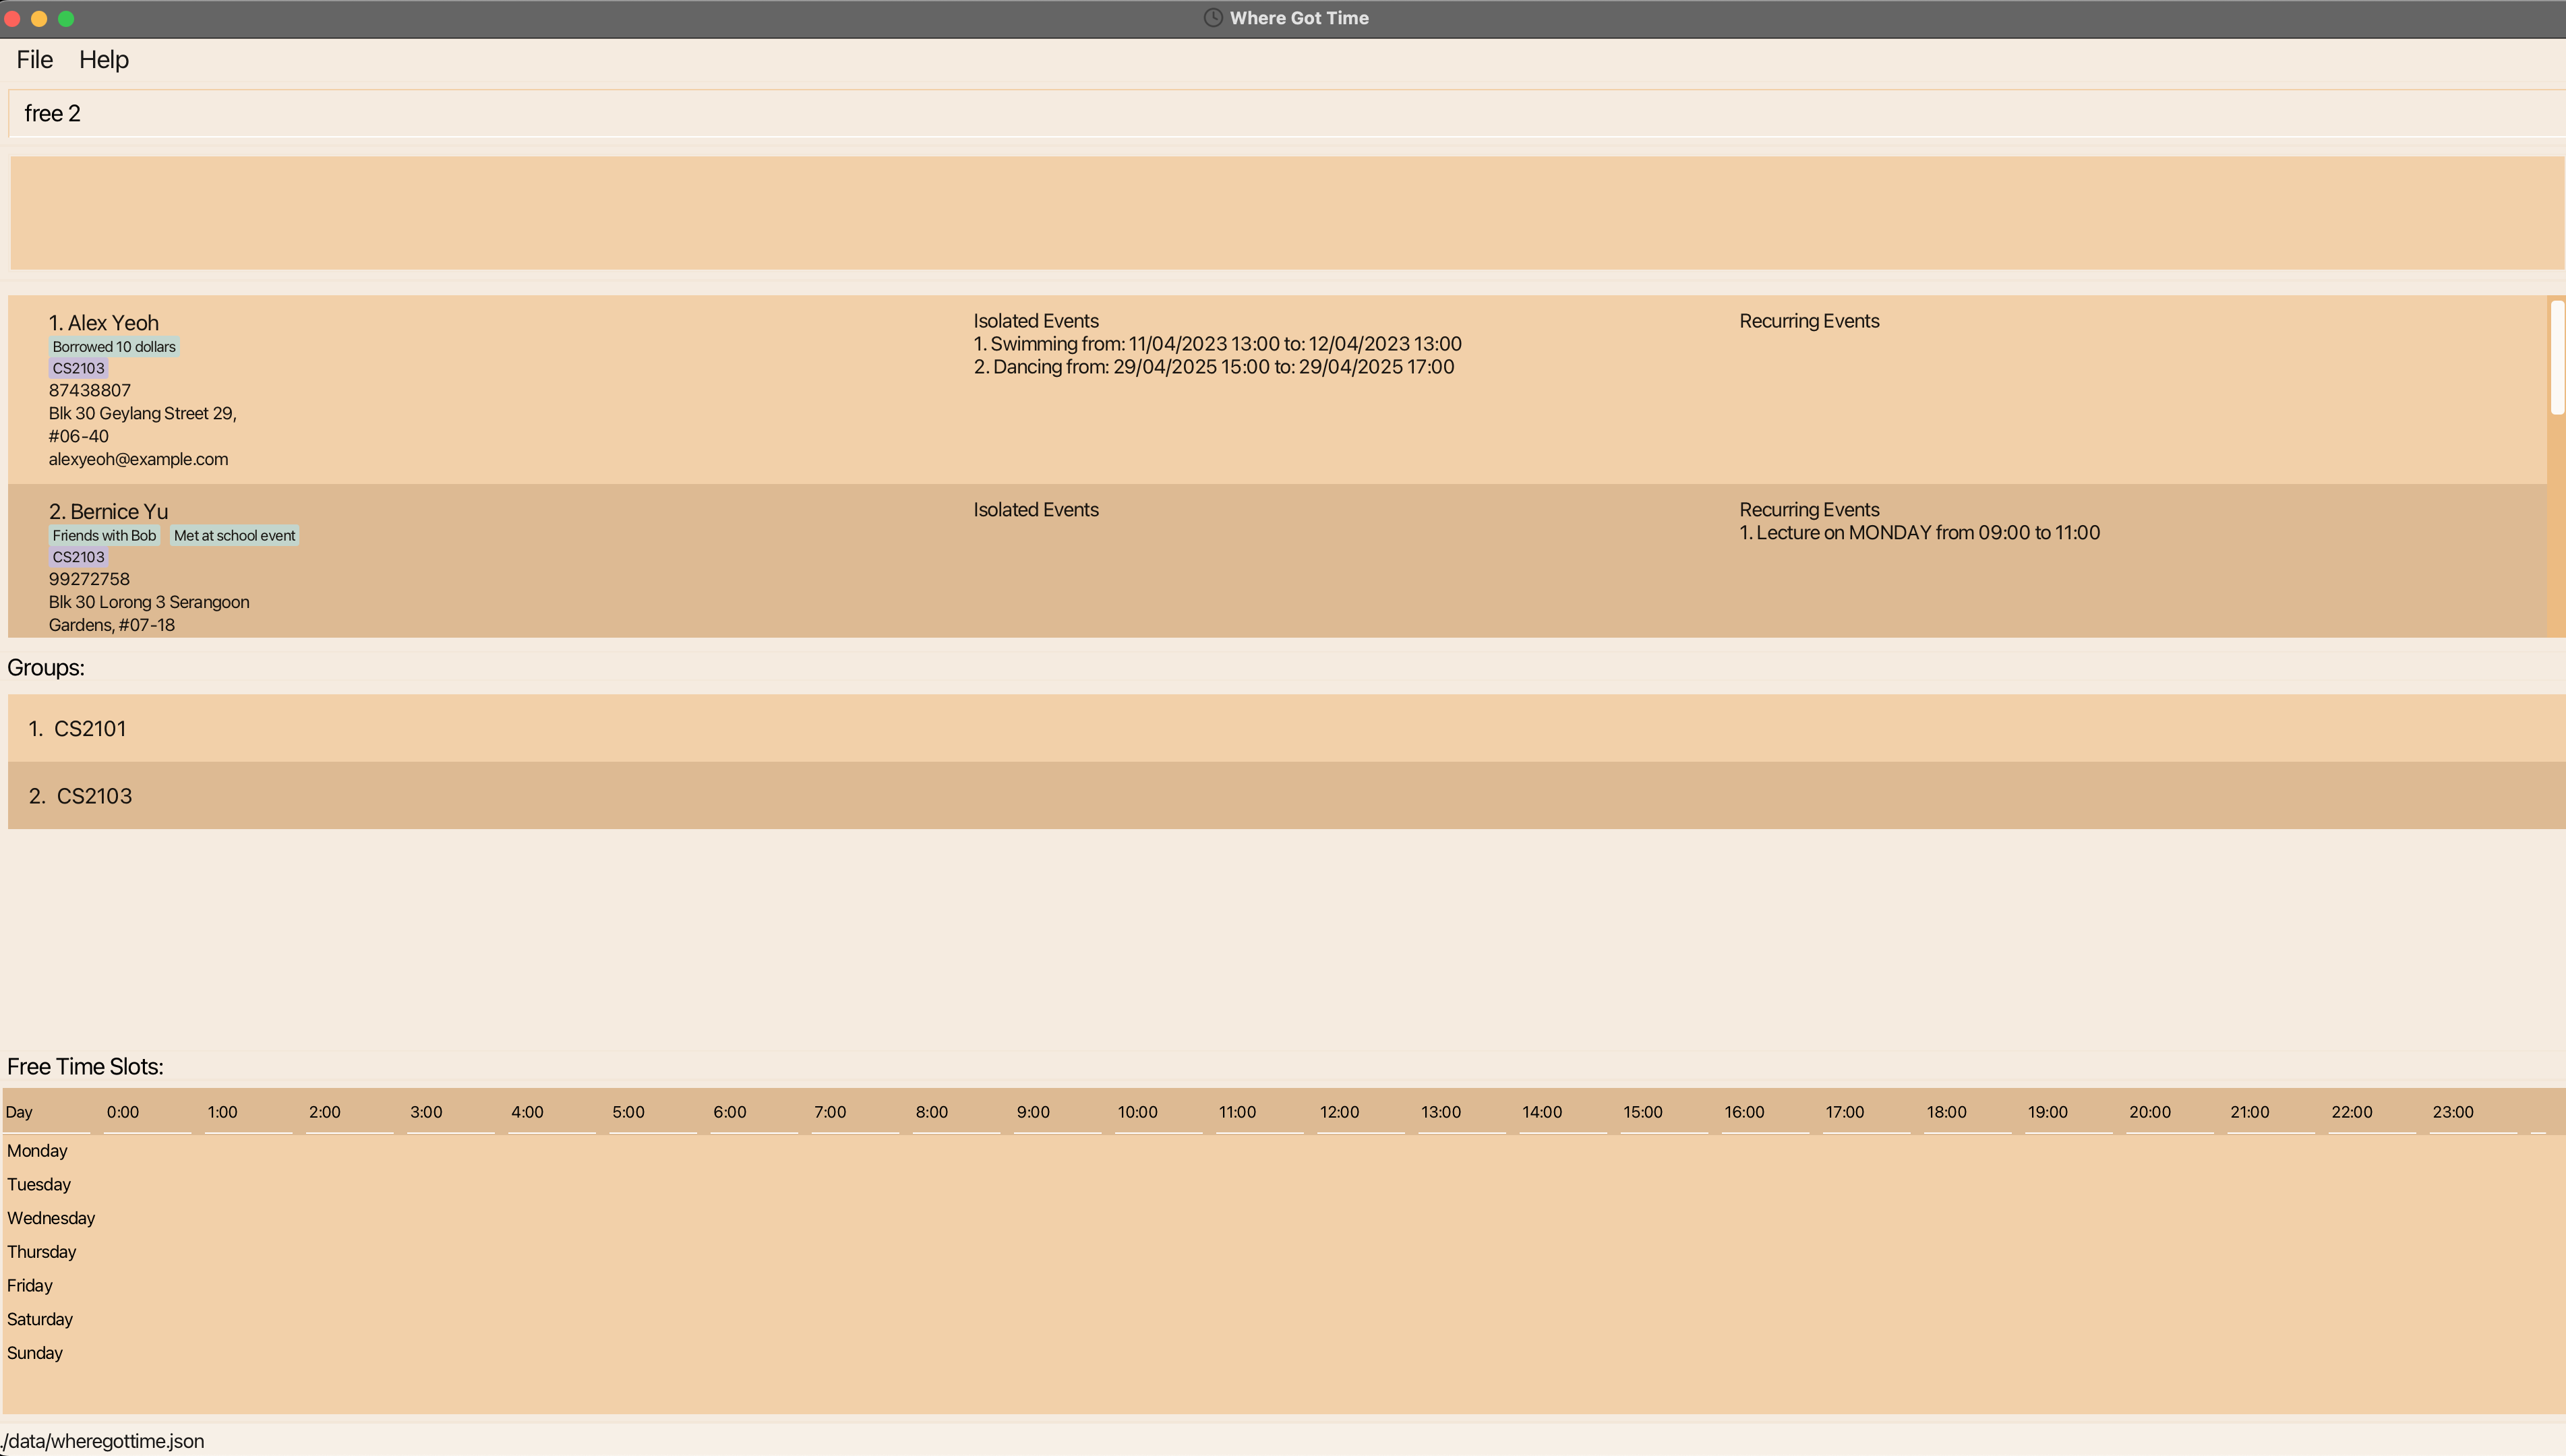 Where Got Time
File Help
free 2
1. Alex Yeoh
Borrowed 10 dollars
CS2103
87438807
Blk 30 Geylang Street 29,
#06-40
alexyeoh@example.com
Isolated Events
1. Swimming from: 11/04/2023 13:00 to: 12/04/2023 13:00
2. Dancing from: 29/04/2025 15:00 to: 29/04/2025 17:00
Recurring Events
2. Bernice Yu
Friends with Bob Met at school event
CS2103
99272758
Blk 30 Lorong 3 Serangoon
Gardens, #07-18
Isolated Events
Recurring Events
1. Lecture on MONDAY from 09:00 to 11:00
Groups:
1. CS2101
2. CS2103
Free Time Slots:
Day 0:00 1:00 2:00 3:00 4:00 5:00 6:00 7:00 8:00 9:00 10:00 11:00 12:00 13:00 14:00 15:00 16:00 17:00 18:00 19:00 20:00 21:00 22:00 23:00
Monday
Tuesday
Wednesday
Thursday
Friday
Saturday
Sunday
./data/wheregottime.json